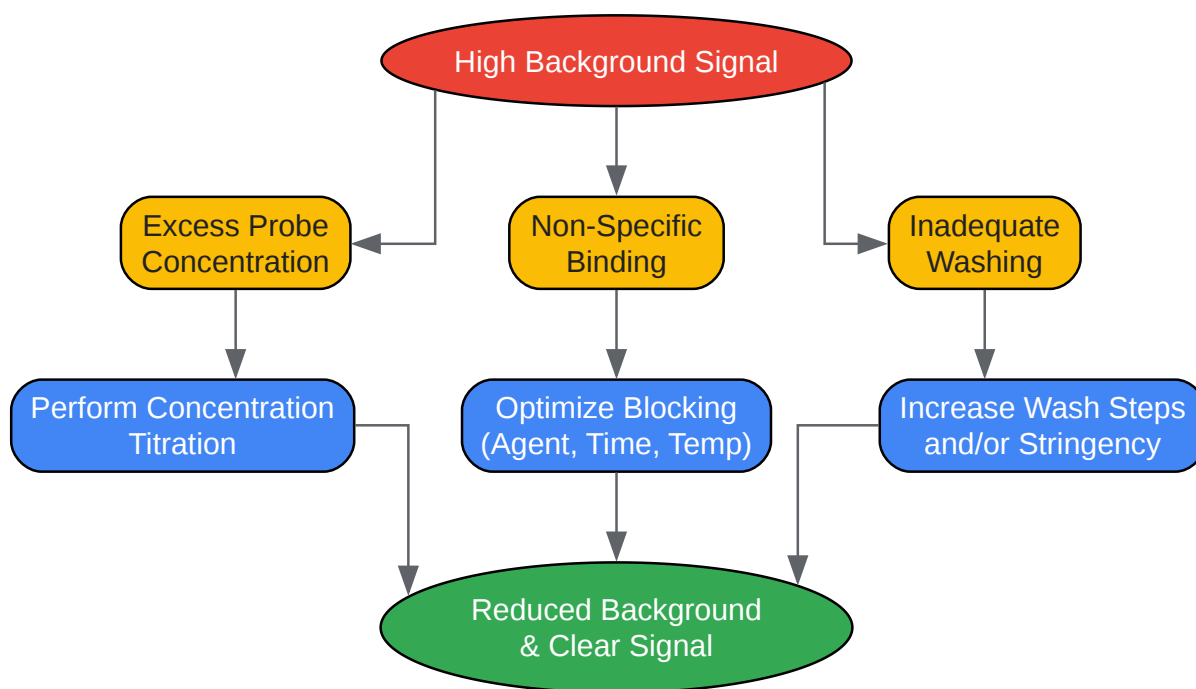 High Background Signal
Excess Probe
Concentration
Non-Specific
Binding
Inadequate
Washing
Perform Concentration
Titration
Optimize Blocking
(Agent, Time, Temp)
Increase Wash Steps
and/or Stringency
Reduced Background
& Clear Signal